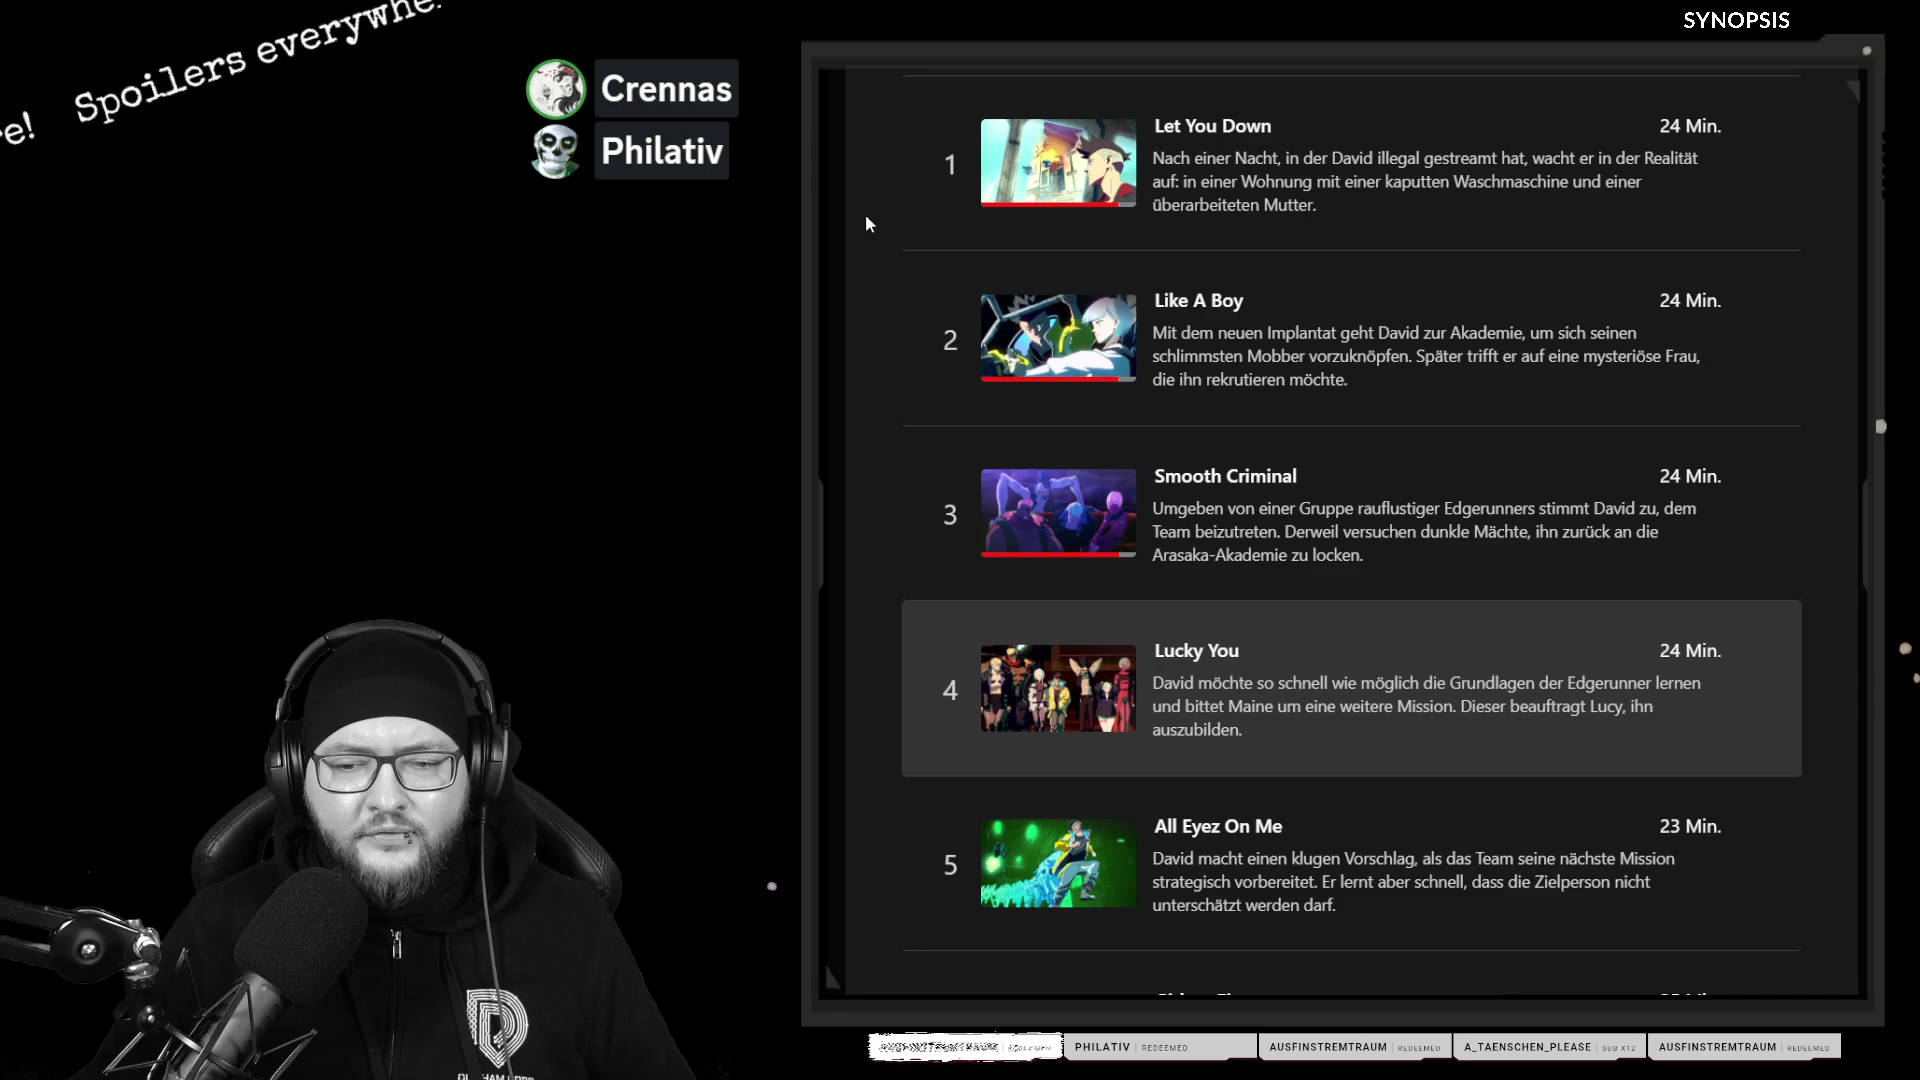 SYNOPSIS
re! Spoilers everywhe
Crennas
Philativ
1
Let You Down
24 Min.
Nach einer Nacht, in der David illegal gestreamt hat, wacht er in der Realität
auf: in einer Wohnung mit einer kaputten Waschmaschine und einer
überarbeiteten Mutter.
2
Like A Boy
24 Min.
Mit dem neuen Implantat geht David zur Akademie, um sich seinen
schlimmsten Mobber vorzuknöpfen. Später trifft er auf eine mysteriöse Frau,
die ihn rekrutieren möchte.
3
Smooth Criminal
24 Min.
Umgeben von einer Gruppe rauflustiger Edgerunners stimmt David zu, dem
Team beizutreten. Derweil versuchen dunkle Mächte, ihn zurück an die
Arasaka-Akademie zu locken.
4
Lucky You
24 Min.
David möchte so schnell wie möglich die Grundlagen der Edgerunner lernen
und bittet Maine um eine weitere Mission. Dieser beauftragt Lucy, ihn
auszubilden.
5
All Eyez On Me
23 Min.
David macht einen klugen Vorschlag, als das Team seine nächste Mission
strategisch vorbereitet. Er lernt aber schnell, dass die Zielperson nicht
unterschätzt werden darf.
PHILATIV | REDEEMED
AUSFINSTREMTRAUM | REDEEMED
A_TAENSCHEN_PLEASE | SUB X12
AUSFINSTREMTRAUM | REDEEMED